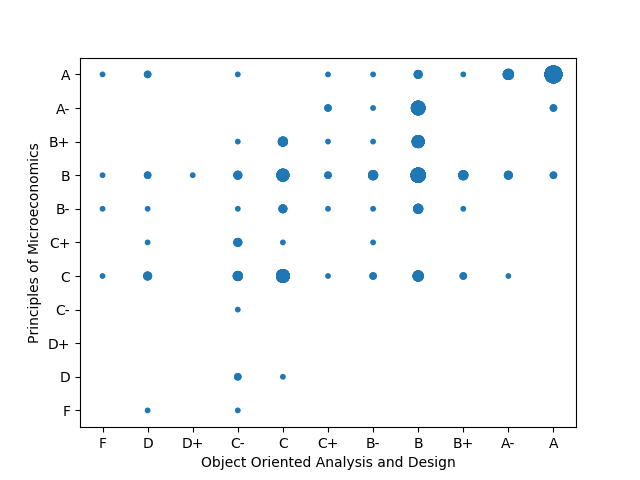 A
A-
B+
B
B-
C+
C
C-
D+
D
F
Principles of Microeconomics
F D D+ C- C C+ B- B B+ A- A
Object Oriented Analysis and Design